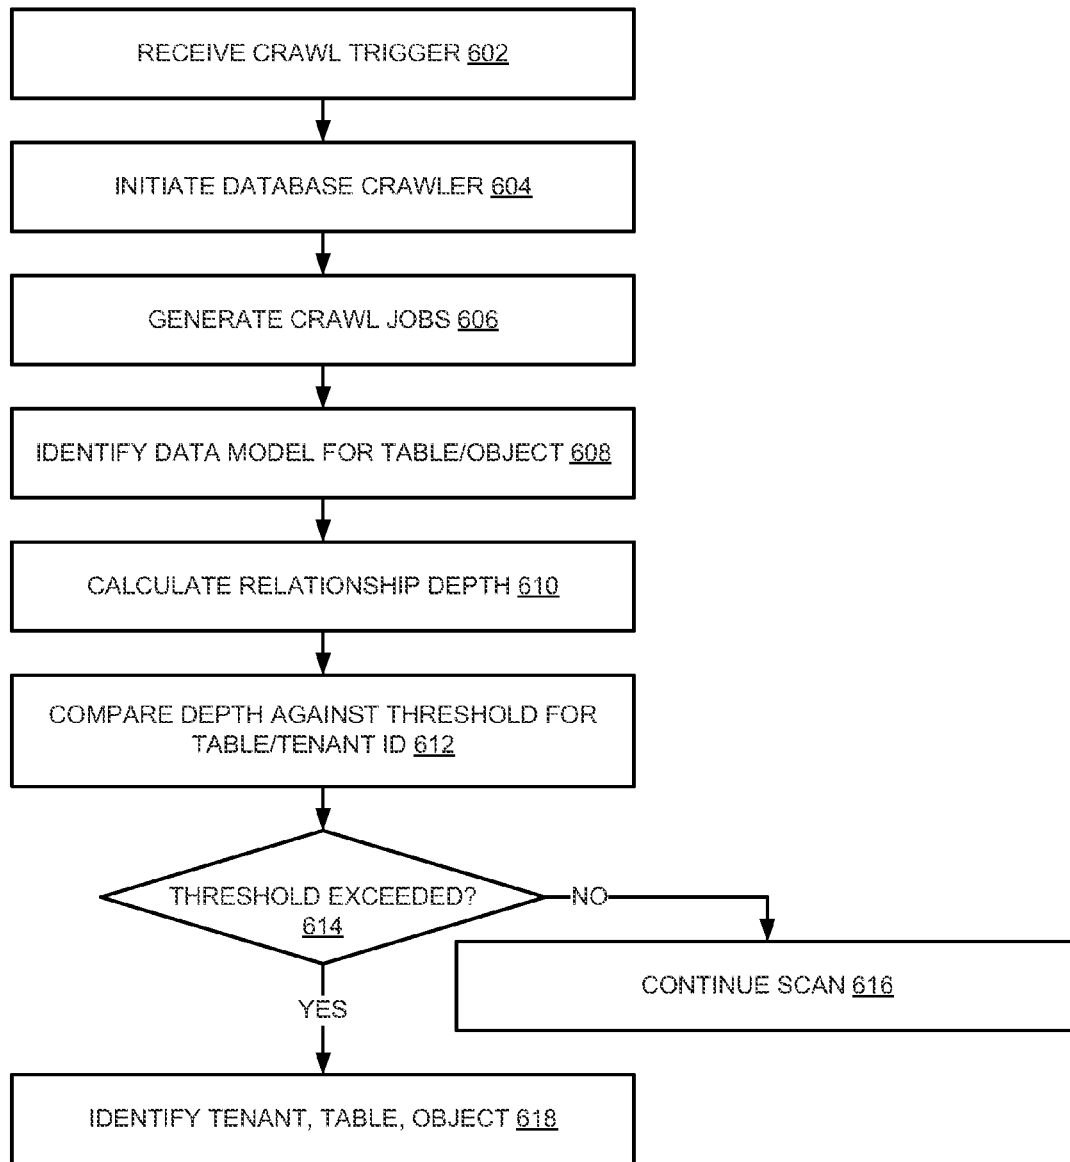 RECEIVE CRAWL TRIGGER 602
INITIATE DATABASE CRAWLER 604
GENERATE CRAWL JOBS 606
IDENTIFY DATA MODEL FOR TABLE/OBJECT 608
CALCULATE RELATIONSHIP DEPTH 610
COMPARE DEPTH AGAINST THRESHOLD FOR
TABLE/TENANT ID 612
THRESHOLD EXCEEDED?
614
NO
CONTINUE SCAN 616
YES
IDENTIFY TENANT, TABLE, OBJECT 618